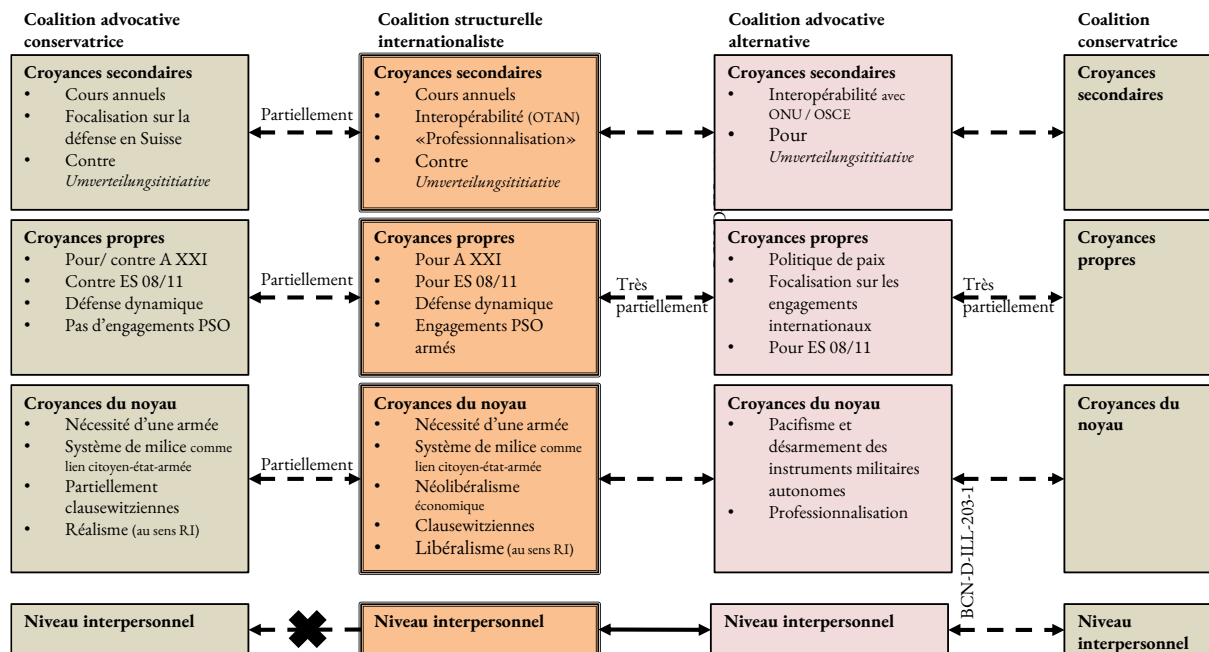 Coalition advocative
conservatrice
Coalition structurelle
internationaliste
Coalition advocative
alternative
Coalition
conservatrice
Croyances secondaires
• Cours annuels
• Focalisation sur la
défense en Suisse
• Contre
Umverteilungsititiative
Partiellement
Croyances secondaires
• Cours annuels
• Interopérabilité (OTAN)
• «Professionnalisation»
• Contre
Umverteilungsititiative
Croyances secondaires
• Interopérabilité avec
ONU / OSCE
• Pour
Umverteilungsititiative
Croyances
secondaires
Croyances propres
• Pour/ contre A XXI
• Contre ES 08/11
• Défense dynamique
• Pas d’engagements PSO
Partiellement
Croyances propres
• Pour A XXI
• Pour ES 08/11
• Défense dynamique
• Engagements PSO
armés
Très
partiellement
Croyances propres
• Politique de paix
• Focalisation sur les
engagements
internationaux
• Pour ES 08/11
Très
partiellement
Croyances
propres
Croyances du noyau
• Nécessité d’une armée
• Système de milice comme
lien citoyen-état-armée
• Partiellement
clausewitziennes
• Réalisme (au sens RI)
Partiellement
Croyances du noyau
• Nécessité d’une armée
• Système de milice comme
lien citoyen-état-armée
• Néolibéralisme
économique
• Clausewitziennes
• Libéralisme (au sens RI)
Croyances du noyau
• Pacifisme et
désarmement des
instruments militaires
autonomes
• Professionnalisation
Croyances du
noyau
BCN-D-ILL-203-1
Niveau interpersonnel
Niveau interpersonnel
Niveau interpersonnel
Niveau
interpersonnel